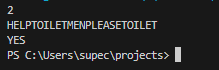 2
HELPTOILETMENPLEASETOILET
YES
PS C:\Users\supec\projects>